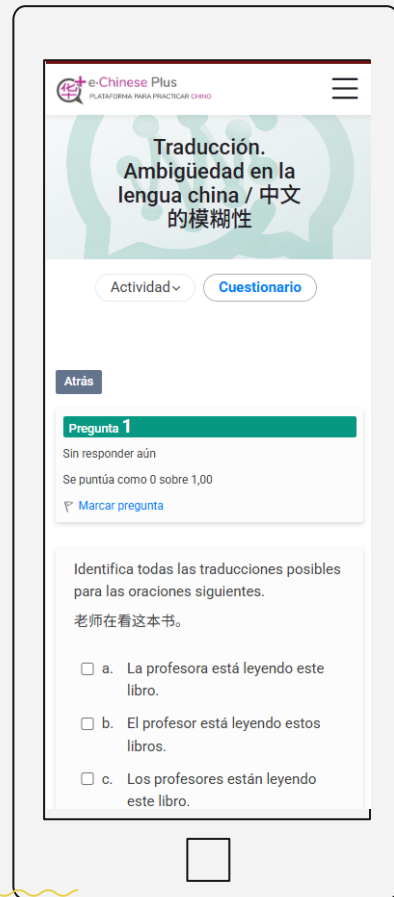 e-Chinese Plus
PLATAFORMA PARA PRACTICAR CHINO
Traducción.
Ambigüedad en la
lengua china / 中文
的模糊性
Actividad
Cuestionario
Atrás
Pregunta 1
Sin responder aún
Se puntúa como 0 sobre 1,00
Marcar pregunta
Identifica todas las traducciones posibles
para las oraciones siguientes.
老师在看这本书。
a. La profesora está leyendo este
libro.
b. El profesor está leyendo estos
libros.
c. Los profesores están leyendo
este libro.